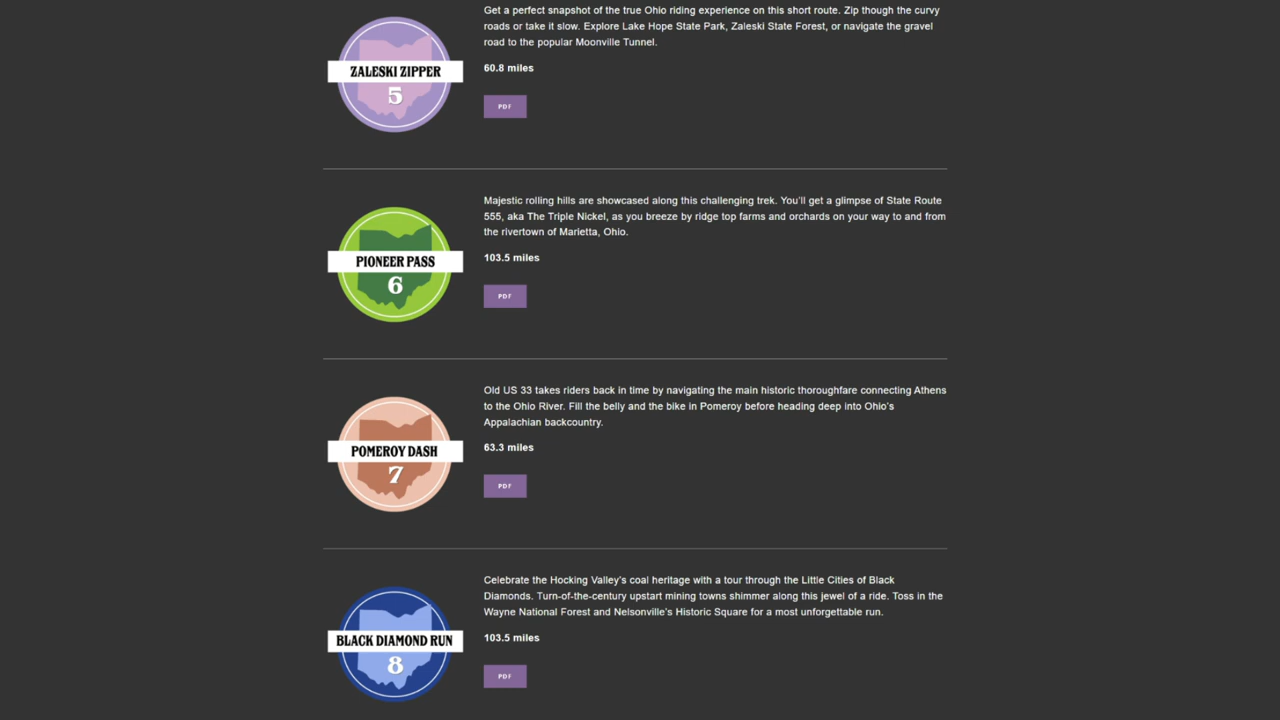 Get a perfect snapshot of the true Ohio riding experience on this short route. Zip though the curvy
roads or take it slow. Explore Lake Hope State Park, Zaleski State Forest, or navigate the gravel
road to the popular Moonville Tunnel.
ZALESKI ZIPPER
5
60.8 miles
PDF
Majestic rolling hills are showcased along this challenging trek. You’ll get a glimpse of State Route
555, aka The Triple Nickel, as you breeze by ridge top farms and orchards on your way to and from
the rivertown of Marietta, Ohio.
PIONEER PASS
6
103.5 miles
PDF
Old US 33 takes riders back in time by navigating the main historic thoroughfare connecting Athens
to the Ohio River. Fill the belly and the bike in Pomeroy before heading deep into Ohio’s
Appalachian backcountry.
POMEROY DASH
7
63.3 miles
PDF
Celebrate the Hocking Valley’s coal heritage with a tour through the Little Cities of Black
Diamonds. Turn-of-the-century upstart mining towns shimmer along this jewel of a ride. Toss in the
Wayne National Forest and Nelsonville’s Historic Square for a most unforgettable run.
BLACK DIAMOND RUN
8
103.5 miles
PDF